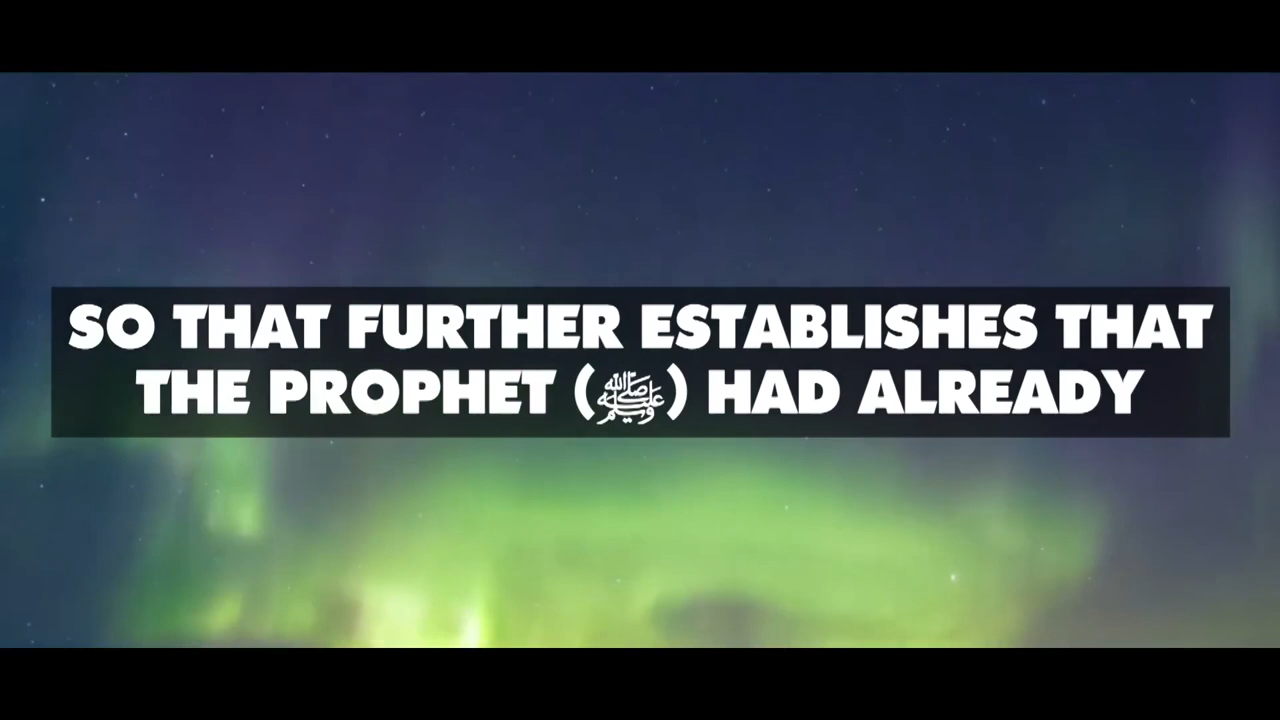 SO THAT FURTHER ESTABLISHES THAT
THE PROPHET (ﷺ) HAD ALREADY